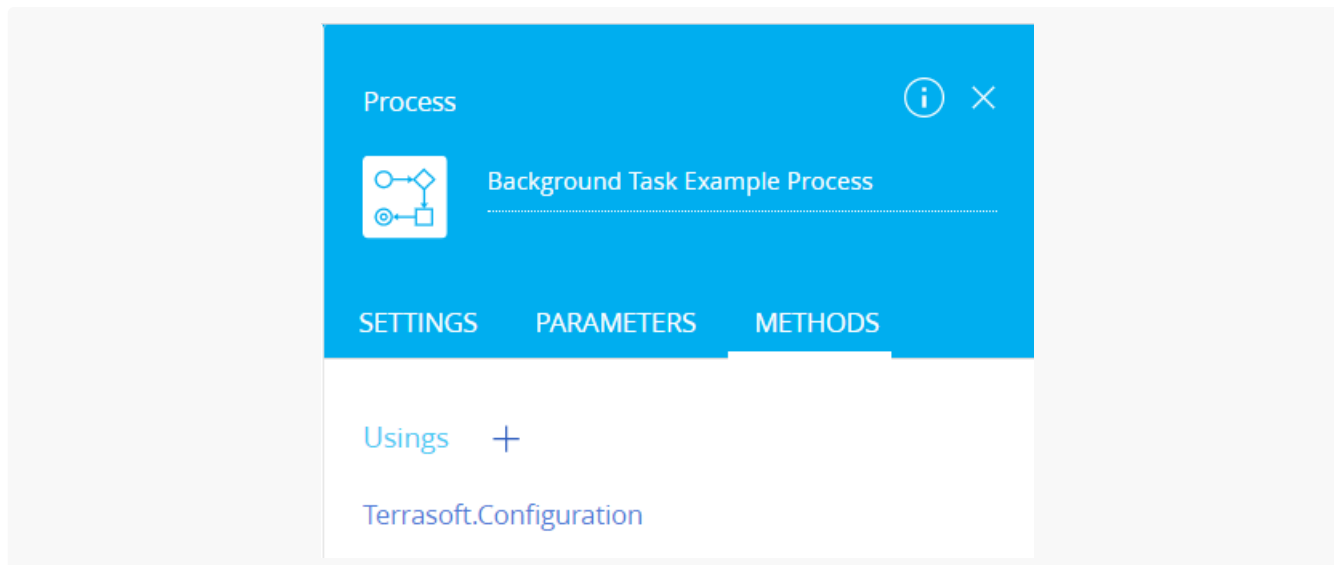 Process
Background Task Example Process
SETTINGS PARAMETERS METHODS
Usings +
Terrasoft.Configuration